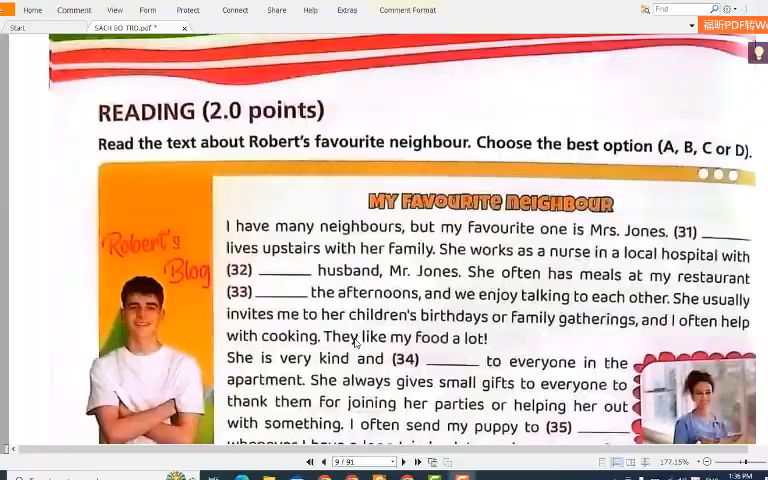 Home Comment View Form Protect Connect Share Help Extras Comment Format Find
福昕PDF转Wo
Start SACH BO TRO.pdf *
READING (2.0 points)
Read the text about Robert's favourite neighbour. Choose the best option (A, B, C or D).
MY FAVOURITE NEIGHBOUR
Robert's
Blog
I have many neighbours, but my favourite one is Mrs. Jones. (31) ______
lives upstairs with her family. She works as a nurse in a local hospital with
(32) ______ husband, Mr. Jones. She often has meals at my restaurant
(33) ______ the afternoons, and we enjoy talking to each other. She usually
invites me to her children's birthdays or family gatherings, and I often help
with cooking. They like my food a lot!
She is very kind and (34) ______ to everyone in the
apartment. She always gives small gifts to everyone to
thank them for joining her parties or helping her out
with something. I often send my puppy to (35) ______
9 / 91
177.15%
ENG 1:36 PM